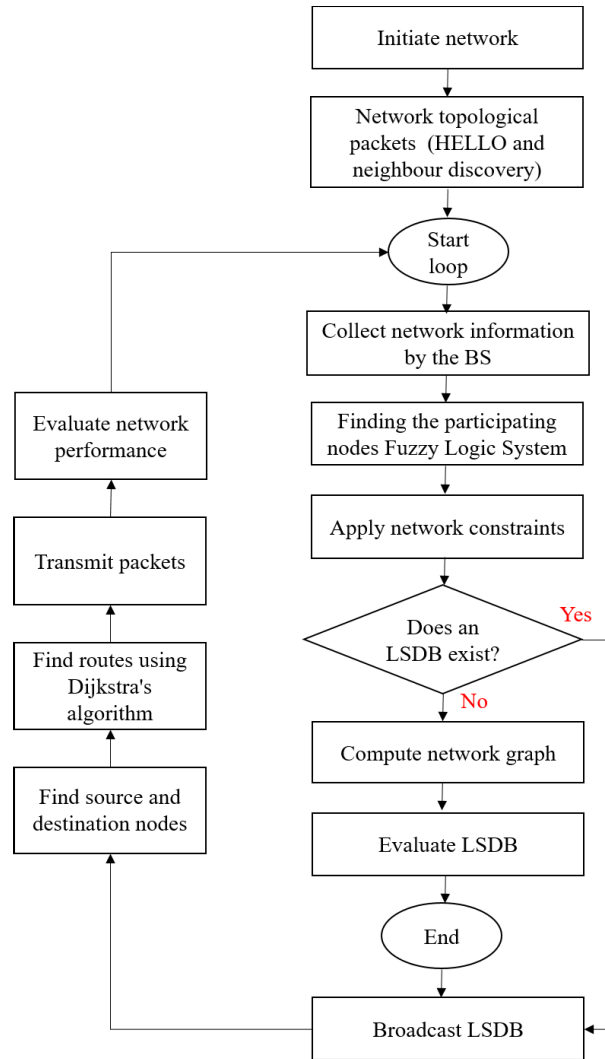 Initiate network
Network topological
packets (HELLO and
neighbour discovery)
Start
loop
Collect network information
by the BS
Finding the participating
nodes Fuzzy Logic System
Apply network constraints
Does an
LSDB exist?
Yes
No
Compute network graph
Evaluate LSDB
End
Broadcast LSDB
Find source and
destination nodes
Find routes using
Dijkstra's
algorithm
Transmit packets
Evaluate network
performance